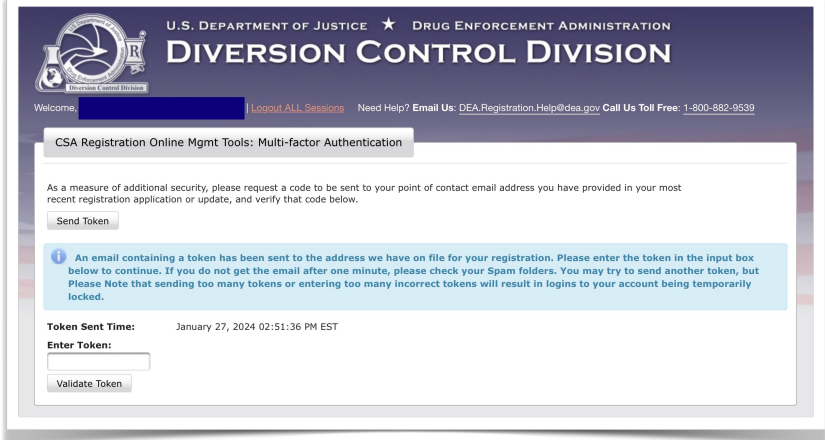 U.S. DEPARTMENT OF JUSTICE ★ DRUG ENFORCEMENT ADMINISTRATION
DIVERSION CONTROL DIVISION
Diversion Control Division
Welcome, | Logout ALL Sessions Need Help? Email Us: DEA.Registration.Help@dea.gov Call Us Toll Free: 1-800-882-9539
CSA Registration Online Mgmt Tools: Multi-factor Authentication
As a measure of additional security, please request a code to be sent to your point of contact email address you have provided in your most
recent registration application or update, and verify that code below.
Send Token
An email containing a token has been sent to the address we have on file for your registration. Please enter the token in the input box
below to continue. If you do not get the email after one minute, please check your Spam folders. You may try to send another token, but
Please Note that sending too many tokens or entering too many incorrect tokens will result in logins to your account being temporarily
locked.
Token Sent Time: January 27, 2024 02:51:36 PM EST
Enter Token:
Validate Token